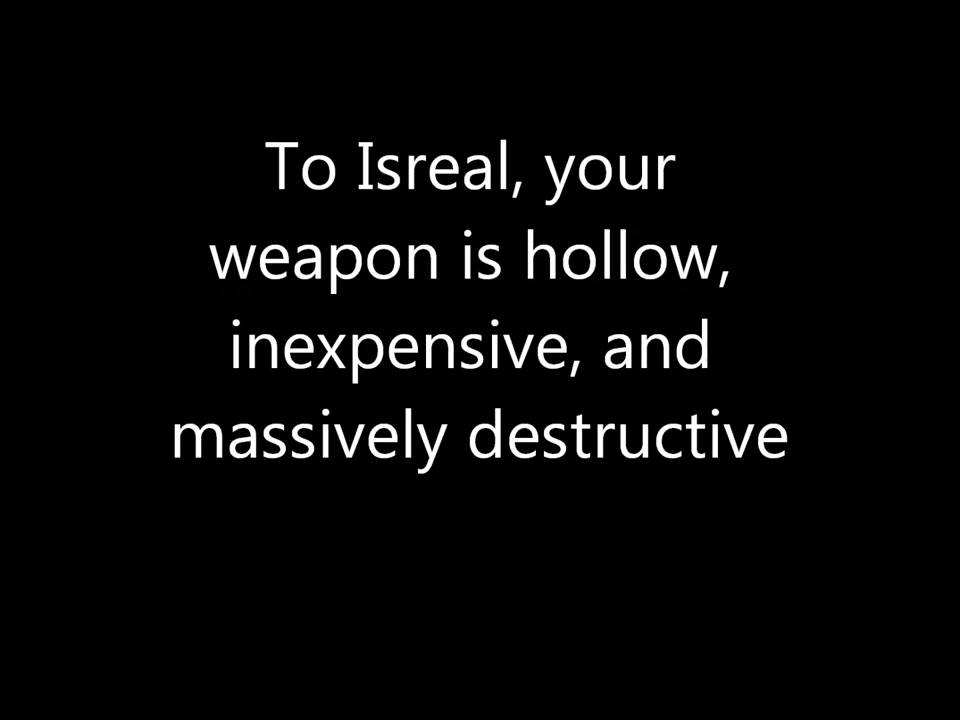 To Isreal, your
weapon is hollow,
inexpensive, and
massively destructive